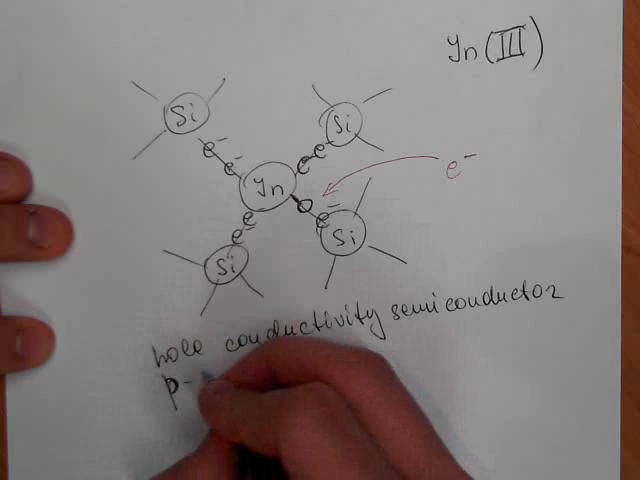 In (III)
Si
Si
e⁻
e⁻
e e
In
e⁻
e
e
e⁻
Si
Si
hole conductivity semiconductor
p-